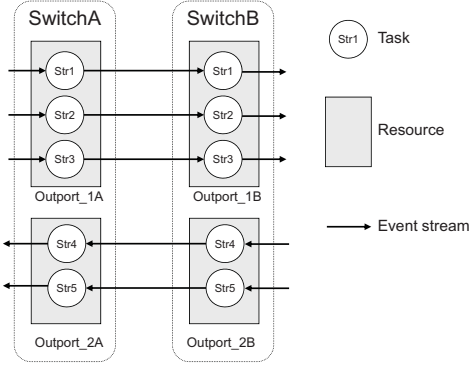 SwitchA SwitchB
Str1 Str1 Str1 Task
Str2 Str2
Str3 Str3 Resource
Outport_1A Outport_1B
Event stream
Str4 Str4
Str5 Str5
Outport_2A Outport_2B